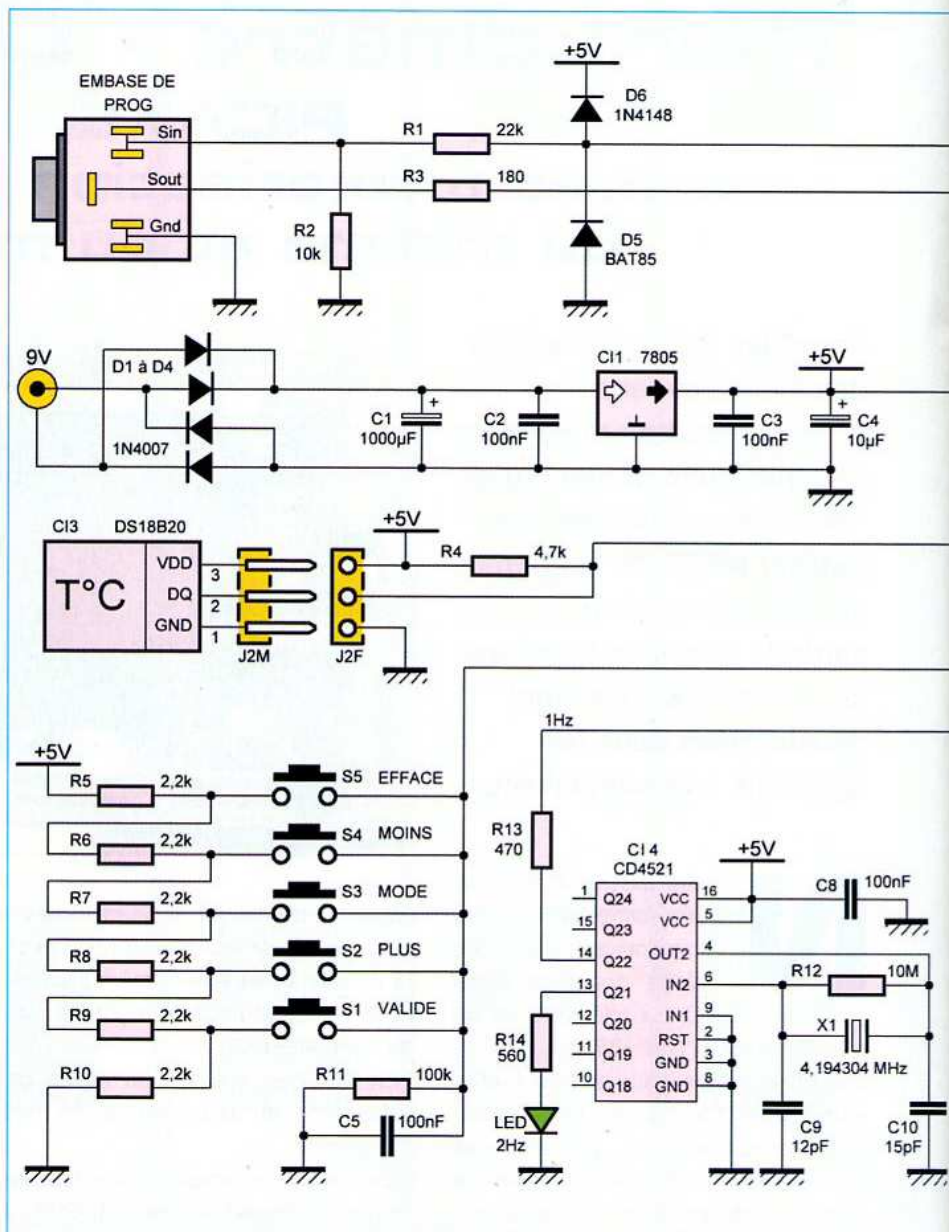 EMBASE DE
PROG
Sin
Sout
Gnd
R1
22k
R3
180
R2
10k
+5V
D6
1N4148
D5
BAT85
9V
D1 à D4
1N4007
C1
1000µF
+
C2
100nF
CI1 7805
C3
100nF
+5V
+
C4
10µF
CI3
DS18B20
T°C
VDD
3
DQ
2
GND
1
J2M
J2F
+5V
R4
4,7k
1Hz
+5V
R5
2,2k
S5 EFFACE
R6
2,2k
S4 MOINS
R7
2,2k
S3 MODE
R8
2,2k
S2 PLUS
R9
2,2k
S1 VALIDE
R10
2,2k
R11
100k
C5
100nF
R13
470
R14
560
LED
2Hz
CI 4
CD4521
1 Q24
15 Q23
14 Q22
13 Q21
12 Q20
11 Q19
10 Q18
VCC 16
VCC 5
OUT2 4
IN2 6
IN1 9
RST 2
GND 3
GND 8
+5V
C8
100nF
R12
10M
X1
4,194304 MHz
C9
12pF
C10
15pF